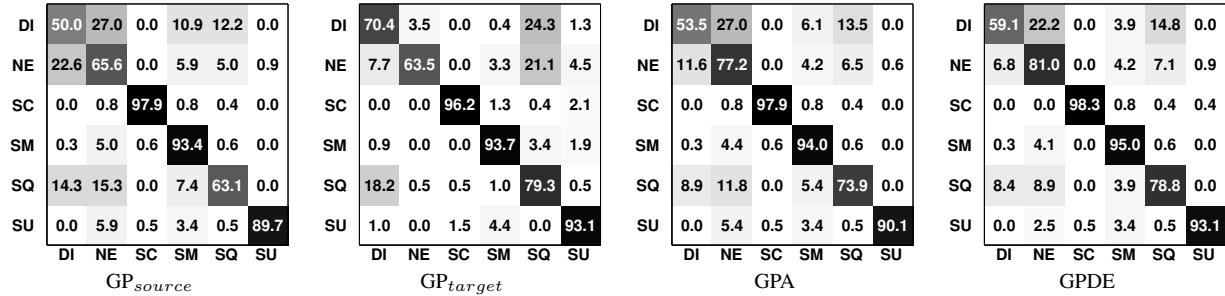 DI 50.0 27.0 0.0 10.9 12.2 0.0
NE 22.6 65.6 0.0 5.9 5.0 0.9
SC 0.0 0.8 97.9 0.8 0.4 0.0
SM 0.3 5.0 0.6 93.4 0.6 0.0
SQ 14.3 15.3 0.0 7.4 63.1 0.0
SU 0.0 5.9 0.5 3.4 0.5 89.7
DI NE SC SM SQ SU
GPsource
DI 70.4 3.5 0.0 0.4 24.3 1.3
NE 7.7 63.5 0.0 3.3 21.1 4.5
SC 0.0 0.0 96.2 1.3 0.4 2.1
SM 0.9 0.0 0.0 93.7 3.4 1.9
SQ 18.2 0.5 0.5 1.0 79.3 0.5
SU 1.0 0.0 1.5 4.4 0.0 93.1
DI NE SC SM SQ SU
GPtarget
DI 53.5 27.0 0.0 6.1 13.5 0.0
NE 11.6 77.2 0.0 4.2 6.5 0.6
SC 0.0 0.8 97.9 0.8 0.4 0.0
SM 0.3 4.4 0.6 94.0 0.6 0.0
SQ 8.9 11.8 0.0 5.4 73.9 0.0
SU 0.0 5.4 0.5 3.4 0.5 90.1
DI NE SC SM SQ SU
GPA
DI 59.1 22.2 0.0 3.9 14.8 0.0
NE 6.8 81.0 0.0 4.2 7.1 0.9
SC 0.0 0.0 98.3 0.8 0.4 0.4
SM 0.3 4.1 0.0 95.0 0.6 0.0
SQ 8.4 8.9 0.0 3.9 78.8 0.0
SU 0.0 2.5 0.5 3.4 0.5 93.1
DI NE SC SM SQ SU
GPDE